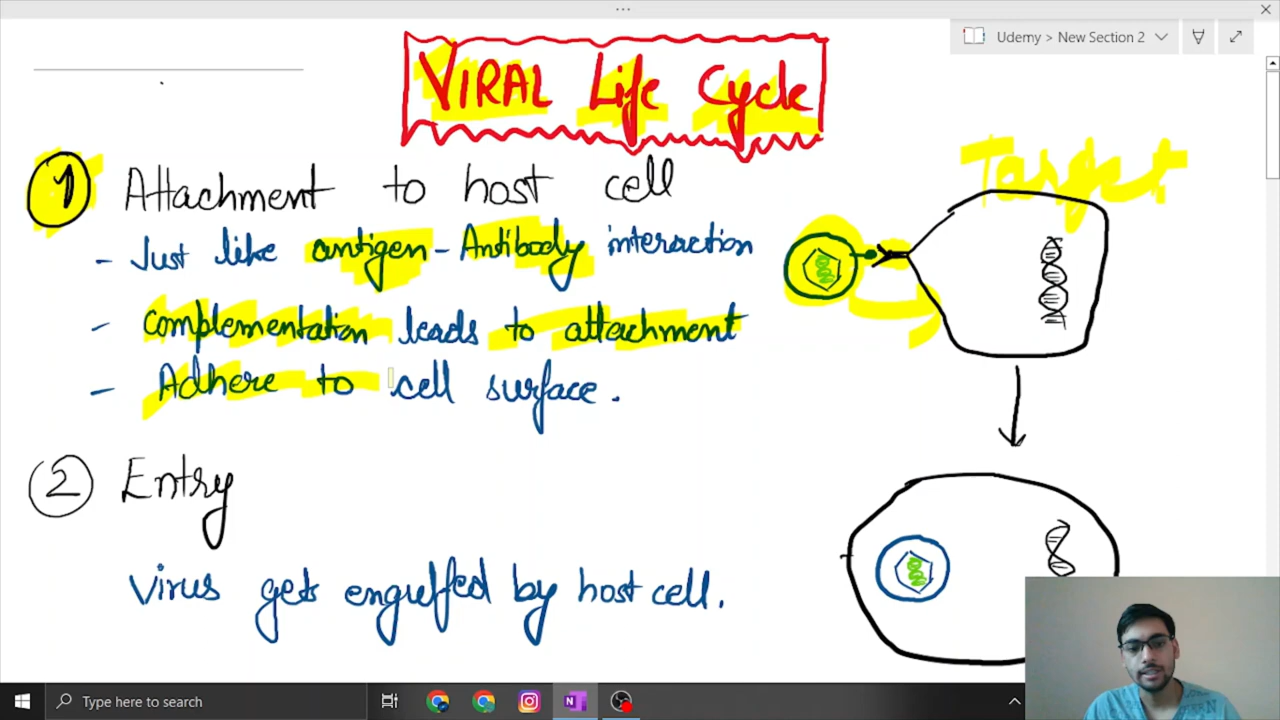 Udemy > New Section 2
VIRAL Life Cycle
Target
1 Attachment to host cell
- Just like antigen - Antibody interaction
- complementation leads to attachment
- Adhere to cell surface.
2 Entry
Virus gets engulfed by host cell.
Type here to search